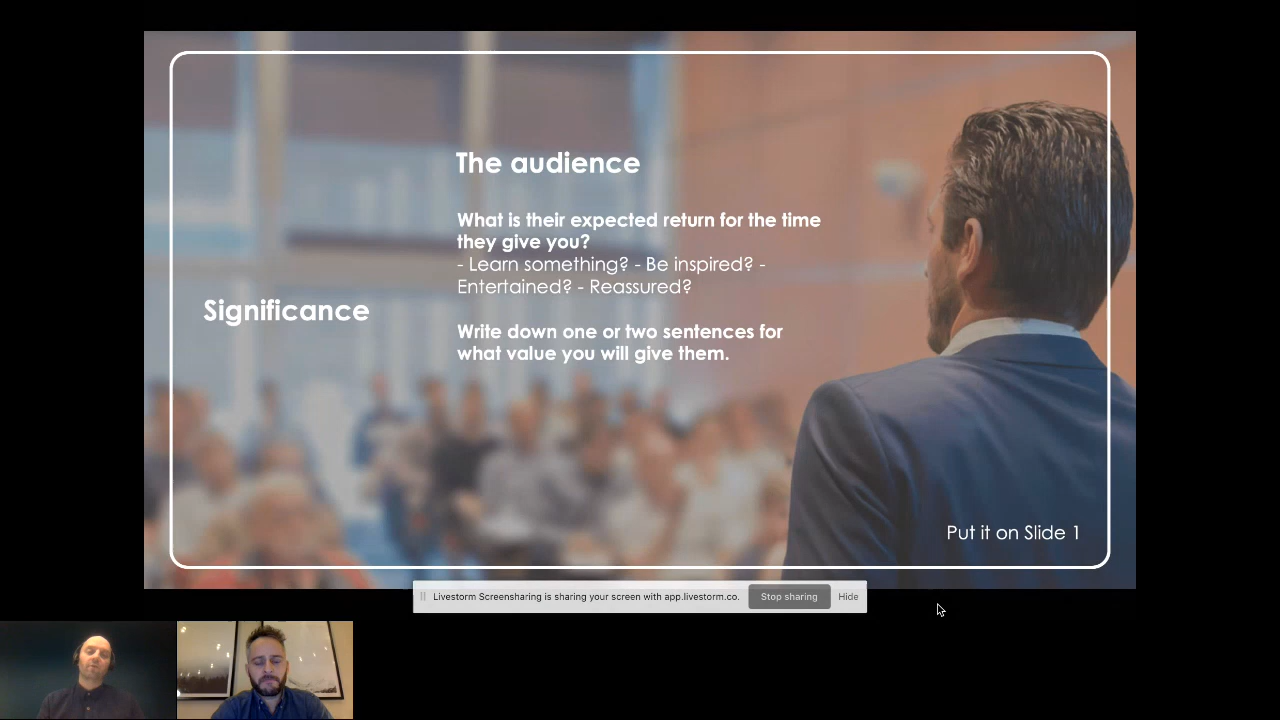 The audience
What is their expected return for the time
they give you?
- Learn something? - Be inspired? -
Entertained? - Reassured?
Significance
Write down one or two sentences for
what value you will give them.
Put it on Slide 1
Livestorm Screensharing is sharing your screen with app.livestorm.co.
Stop sharing
Hide